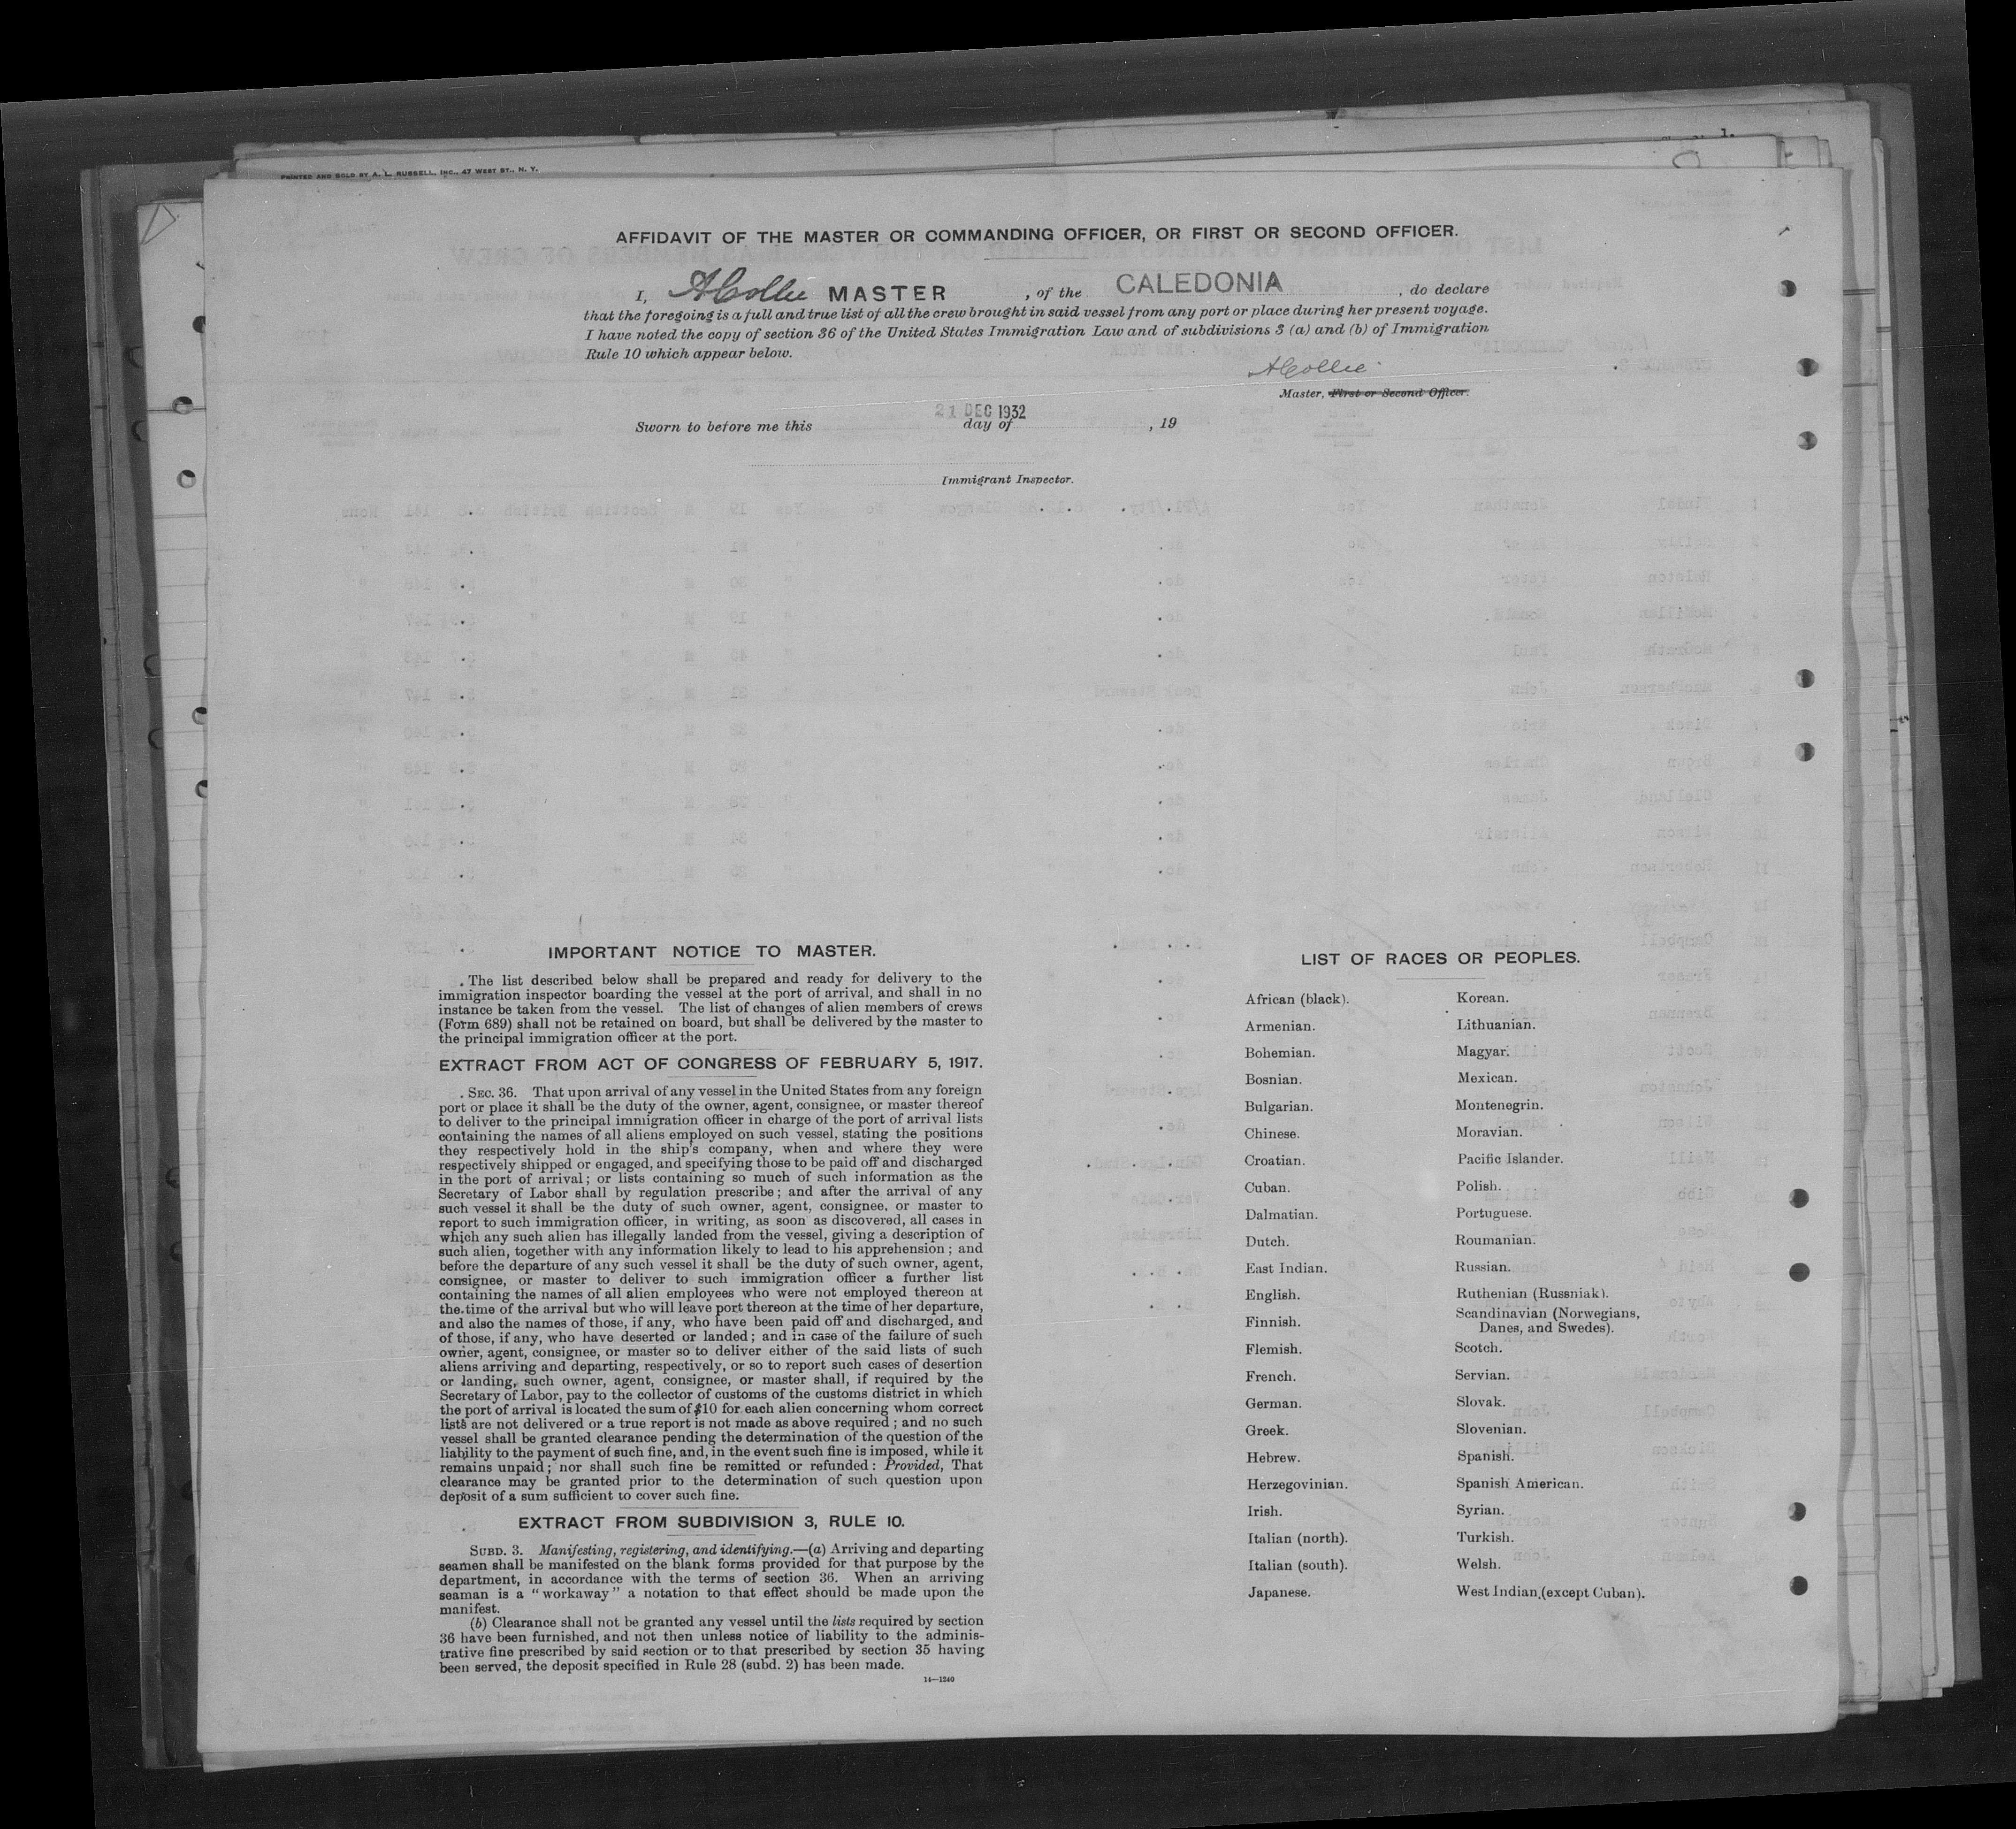 PRINTED AND SOLD BY A. L. RUSSELL, INC., 47 WEST ST., N. Y.
1.
AFFIDAVIT OF THE MASTER OR COMMANDING OFFICER, OR FIRST OR SECOND OFFICER.
I, A Collie MASTER , of the CALEDONIA , do declare
that the foregoing is a full and true list of all the crew brought in said vessel from any port or place during her present voyage.
I have noted the copy of section 36 of the United States Immigration Law and of subdivisions 3 (a) and (b) of Immigration
Rule 10 which appear below.
A Collie
Master, First or Second Officer.
21 DEC 1932
Sworn to before me this day of , 19
Immigrant Inspector.
IMPORTANT NOTICE TO MASTER.
The list described below shall be prepared and ready for delivery to the
immigration inspector boarding the vessel at the port of arrival, and shall in no
instance be taken from the vessel. The list of changes of alien members of crews
(Form 689) shall not be retained on board, but shall be delivered by the master to
the principal immigration officer at the port.
EXTRACT FROM ACT OF CONGRESS OF FEBRUARY 5, 1917.
SEC. 36. That upon arrival of any vessel in the United States from any foreign
port or place it shall be the duty of the owner, agent, consignee, or master thereof
to deliver to the principal immigration officer in charge of the port of arrival lists
containing the names of all aliens employed on such vessel, stating the positions
they respectively hold in the ship's company, when and where they were
respectively shipped or engaged, and specifying those to be paid off and discharged
in the port of arrival; or lists containing so much of such information as the
Secretary of Labor shall by regulation prescribe; and after the arrival of any
such vessel it shall be the duty of such owner, agent, consignee, or master to
report to such immigration officer, in writing, as soon as discovered, all cases in
which any such alien has illegally landed from the vessel, giving a description of
such alien, together with any information likely to lead to his apprehension; and
before the departure of any such vessel it shall be the duty of such owner, agent,
consignee, or master to deliver to such immigration officer a further list
containing the names of all alien employees who were not employed thereon at
the time of the arrival but who will leave port thereon at the time of her departure,
and also the names of those, if any, who have been paid off and discharged, and
of those, if any, who have deserted or landed; and in case of the failure of such
owner, agent, consignee, or master so to deliver either of the said lists of such
aliens arriving and departing, respectively, or so to report such cases of desertion
or landing, such owner, agent, consignee, or master shall, if required by the
Secretary of Labor, pay to the collector of customs of the customs district in which
the port of arrival is located the sum of $10 for each alien concerning whom correct
lists are not delivered or a true report is not made as above required; and no such
vessel shall be granted clearance pending the determination of the question of the
liability to the payment of such fine, and, in the event such fine is imposed, while it
remains unpaid; nor shall such fine be remitted or refunded: Provided, That
clearance may be granted prior to the determination of such question upon
deposit of a sum sufficient to cover such fine.
EXTRACT FROM SUBDIVISION 3, RULE 10.
SUBD. 3. Manifesting, registering, and identifying.—(a) Arriving and departing
seamen shall be manifested on the blank forms provided for that purpose by the
department, in accordance with the terms of section 36. When an arriving
seaman is a "workaway" a notation to that effect should be made upon the
manifest.
(b) Clearance shall not be granted any vessel until the lists required by section
36 have been furnished, and not then unless notice of liability to the adminis-
trative fine prescribed by said section or to that prescribed by section 35 having
been served, the deposit specified in Rule 28 (subd. 2) has been made.
14—1240
LIST OF RACES OR PEOPLES.
African (black).
Armenian.
Bohemian.
Bosnian.
Bulgarian.
Chinese.
Croatian.
Cuban.
Dalmatian.
Dutch.
East Indian.
English.
Finnish.
Flemish.
French.
German.
Greek.
Hebrew.
Herzegovinian.
Irish.
Italian (north).
Italian (south).
Japanese.
Korean.
Lithuanian.
Magyar.
Mexican.
Montenegrin.
Moravian.
Pacific Islander.
Polish.
Portuguese.
Roumanian.
Russian.
Ruthenian (Russniak).
Scandinavian (Norwegians,
Danes, and Swedes).
Scotch.
Servian.
Slovak.
Slovenian.
Spanish.
Spanish American.
Syrian.
Turkish.
Welsh.
West Indian (except Cuban).